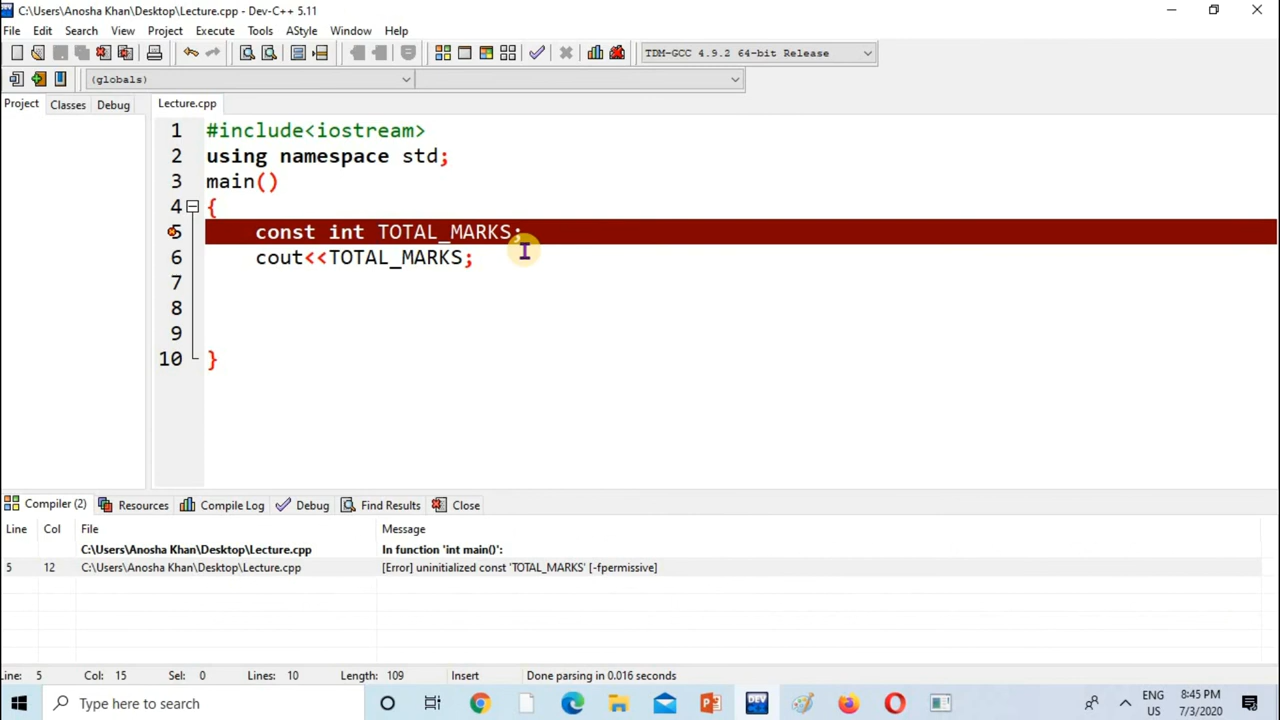 C:\Users\Anosha Khan\Desktop\Lecture.cpp - Dev-C++ 5.11
File Edit Search View Project Execute Tools AStyle Window Help
TDM-GCC 4.9.2 64-bit Release
(globals)
Project Classes Debug Lecture.cpp
1 #include<iostream>
2 using namespace std;
3 main()
4 {
5 const int TOTAL_MARKS;
6 cout<<TOTAL_MARKS;
7
8
9
10 }
Compiler (2) Resources Compile Log Debug Find Results Close
Line Col File Message
C:\Users\Anosha Khan\Desktop\Lecture.cpp In function 'int main()':
5 12 C:\Users\Anosha Khan\Desktop\Lecture.cpp [Error] uninitialized const 'TOTAL_MARKS' [-fpermissive]
Line: 5 Col: 15 Sel: 0 Lines: 10 Length: 109 Insert Done parsing in 0.016 seconds
Type here to search DEV ENG 8:45 PM
US 7/3/2020